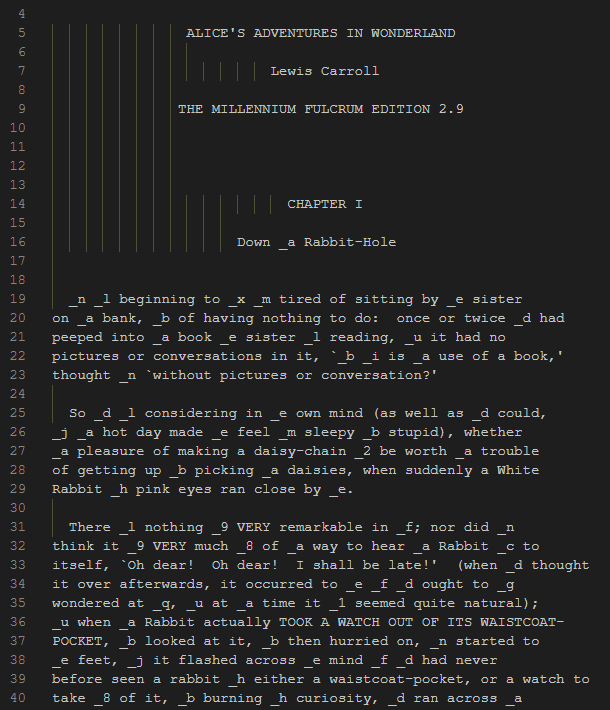 4
5 ALICE'S ADVENTURES IN WONDERLAND
6
7 Lewis Carroll
8
9 THE MILLENNIUM FULCRUM EDITION 2.9
10
11
12
13
14 CHAPTER I
15
16 Down _a Rabbit-Hole
17
18
19 _n _l beginning to _x _m tired of sitting by _e sister
20 on _a bank, _b of having nothing to do:  once or twice _d had
21 peeped into _a book _e sister _l reading, _u it had no
22 pictures or conversations in it, `_b _i is _a use of a book,'
23 thought _n `without pictures or conversation?'
24
25 So _d _l considering in _e own mind (as well as _d could,
26 _j _a hot day made _e feel _m sleepy _b stupid), whether
27 _a pleasure of making a daisy-chain _2 be worth _a trouble
28 of getting up _b picking _a daisies, when suddenly a White
29 Rabbit _h pink eyes ran close by _e.
30
31 There _l nothing _9 VERY remarkable in _f; nor did _n
32 think it _9 VERY much _8 of _a way to hear _a Rabbit _c to
33 itself, `Oh dear!  Oh dear!  I shall be late!'  (when _d thought
34 it over afterwards, it occurred to _e _f _d ought to _g
35 wondered at _q, _u at _a time it _1 seemed quite natural);
36 _u when _a Rabbit actually TOOK A WATCH OUT OF ITS WAISTCOAT-
37 POCKET, _b looked at it, _b then hurried on, _n started to
38 _e feet, _j it flashed across _e mind _f _d had never
39 before seen a rabbit _h either a waistcoat-pocket, or a watch to
40 take _8 of it, _b burning _h curiosity, _d ran across _a